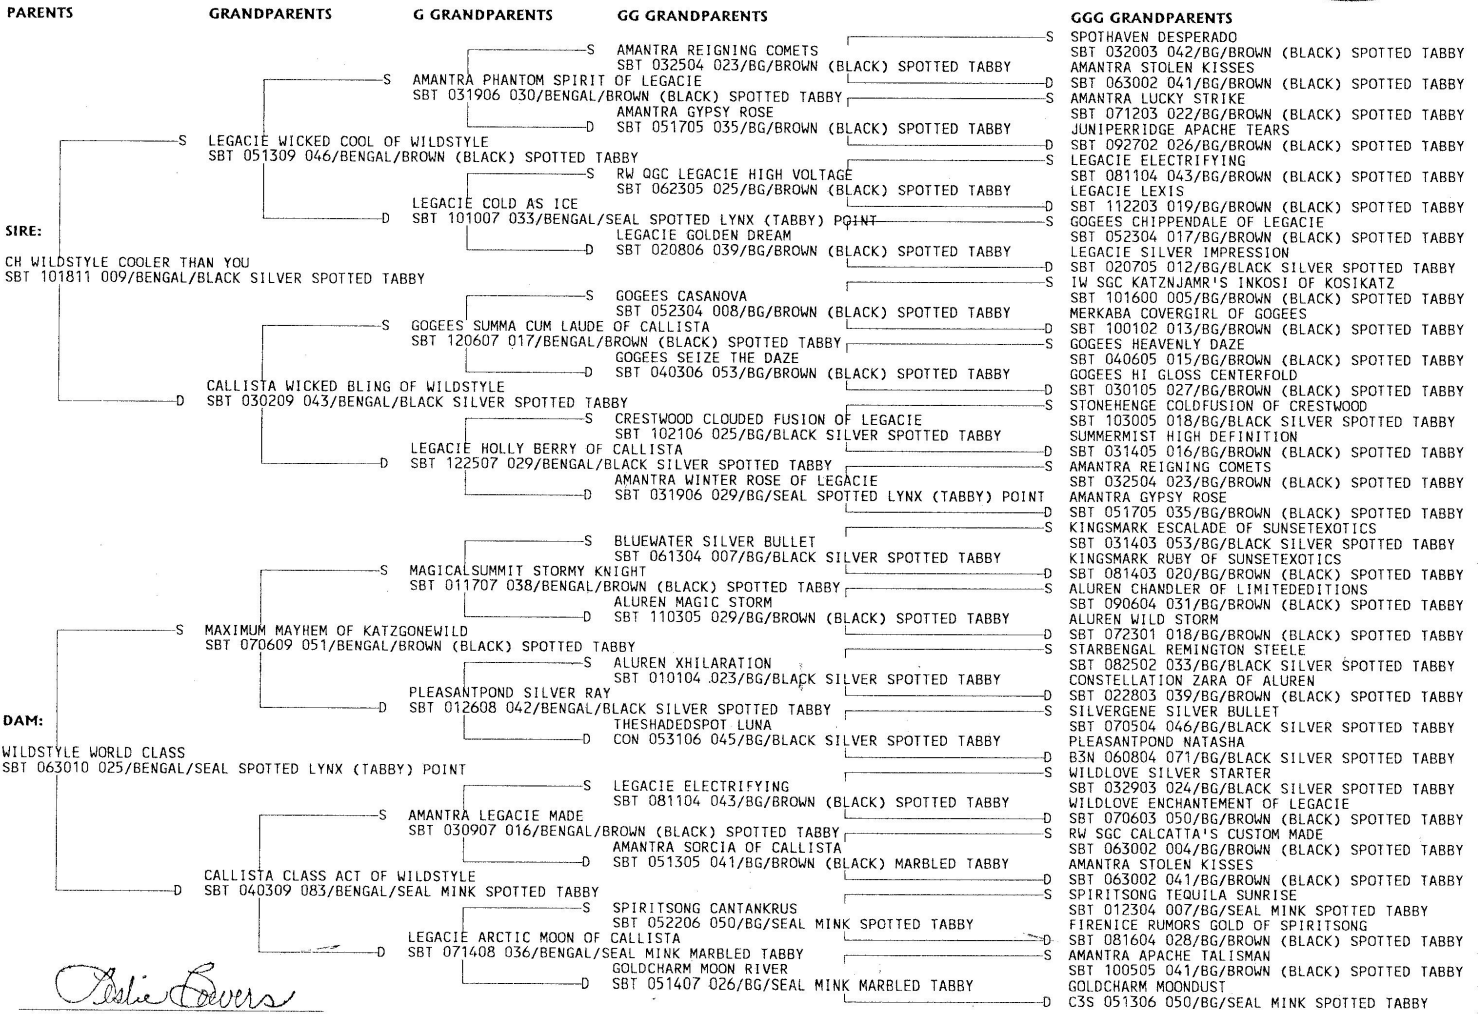 PARENTS GRANDPARENTS G GRANDPARENTS GG GRANDPARENTS GGG GRANDPARENTS
S SPOTHAVEN DESPERADO
S AMANTRA REIGNING COMETS SBT 032003 042/BG/BROWN (BLACK) SPOTTED TABBY
SBT 032504 023/BG/BROWN (BLACK) SPOTTED TABBY AMANTRA STOLEN KISSES
S AMANTRA PHANTOM SPIRIT OF LEGACIE D SBT 063002 041/BG/BROWN (BLACK) SPOTTED TABBY
SBT 031906 030/BENGAL/BROWN (BLACK) SPOTTED TABBY S AMANTRA LUCKY STRIKE
AMANTRA GYPSY ROSE SBT 071203 022/BG/BROWN (BLACK) SPOTTED TABBY
D SBT 051705 035/BG/BROWN (BLACK) SPOTTED TABBY JUNIPERRIDGE APACHE TEARS
S LEGACIE WICKED COOL OF WILDSTYLE D SBT 092702 026/BG/BROWN (BLACK) SPOTTED TABBY
SBT 051309 046/BENGAL/BROWN (BLACK) SPOTTED TABBY S LEGACIE ELECTRIFYING
S RW QGC LEGACIE HIGH VOLTAGE SBT 081104 043/BG/BROWN (BLACK) SPOTTED TABBY
SBT 062305 025/BG/BROWN (BLACK) SPOTTED TABBY LEGACIE LEXIS
LEGACIE COLD AS ICE D SBT 112203 019/BG/BROWN (BLACK) SPOTTED TABBY
D SBT 101007 033/BENGAL/SEAL SPOTTED LYNX (TABBY) POINT S GOGEES CHIPPENDALE OF LEGACIE
SIRE: LEGACIE GOLDEN DREAM SBT 052304 017/BG/BROWN (BLACK) SPOTTED TABBY
D SBT 020806 039/BG/BROWN (BLACK) SPOTTED TABBY LEGACIE SILVER IMPRESSION
CH WILDSTYLE COOLER THAN YOU D SBT 020705 012/BG/BLACK SILVER SPOTTED TABBY
SBT 101811 009/BENGAL/BLACK SILVER SPOTTED TABBY S IW SGC KATZNJAMR'S INKOSI OF KOSIKATZ
S GOGEES CASANOVA SBT 101600 005/BG/BROWN (BLACK) SPOTTED TABBY
SBT 052304 008/BG/BROWN (BLACK) SPOTTED TABBY MERKABA COVERGIRL OF GOGEES
S GOGEES SUMMA CUM LAUDE OF CALLISTA D SBT 100102 013/BG/BROWN (BLACK) SPOTTED TABBY
SBT 120607 017/BENGAL/BROWN (BLACK) SPOTTED TABBY S GOGEES HEAVENLY DAZE
GOGEES SEIZE THE DAZE SBT 040605 015/BG/BROWN (BLACK) SPOTTED TABBY
D SBT 040306 053/BG/BROWN (BLACK) SPOTTED TABBY GOGEES HI GLOSS CENTERFOLD
CALLISTA WICKED BLING OF WILDSTYLE D SBT 030105 027/BG/BROWN (BLACK) SPOTTED TABBY
D SBT 030209 043/BENGAL/BLACK SILVER SPOTTED TABBY S STONEHENGE COLDFUSION OF CRESTWOOD
S CRESTWOOD CLOUDED FUSION OF LEGACIE SBT 103005 018/BG/BLACK SILVER SPOTTED TABBY
SBT 102106 025/BG/BLACK SILVER SPOTTED TABBY SUMMERMIST HIGH DEFINITION
LEGACIE HOLLY BERRY OF CALLISTA D SBT 031405 016/BG/BROWN (BLACK) SPOTTED TABBY
D SBT 122507 029/BENGAL/BLACK SILVER SPOTTED TABBY S AMANTRA REIGNING COMETS
AMANTRA WINTER ROSE OF LEGACIE SBT 032504 023/BG/BROWN (BLACK) SPOTTED TABBY
D SBT 031906 029/BG/SEAL SPOTTED LYNX (TABBY) POINT AMANTRA GYPSY ROSE
D SBT 051705 035/BG/BROWN (BLACK) SPOTTED TABBY
S KINGSMARK ESCALADE OF SUNSETEXOTICS
S BLUEWATER SILVER BULLET SBT 031403 053/BG/BLACK SILVER SPOTTED TABBY
SBT 061304 007/BG/BLACK SILVER SPOTTED TABBY KINGSMARK RUBY OF SUNSETEXOTICS
S MAGICALSUMMIT STORMY KNIGHT D SBT 081403 020/BG/BROWN (BLACK) SPOTTED TABBY
SBT 011707 038/BENGAL/BROWN (BLACK) SPOTTED TABBY S ALUREN CHANDLER OF LIMITEDEDITIONS
ALUREN MAGIC STORM SBT 090604 031/BG/BROWN (BLACK) SPOTTED TABBY
D SBT 110305 029/BG/BROWN (BLACK) SPOTTED TABBY ALUREN WILD STORM
S MAXIMUM MAYHEM OF KATZGONEWILD D SBT 072301 018/BG/BROWN (BLACK) SPOTTED TABBY
SBT 070609 051/BENGAL/BROWN (BLACK) SPOTTED TABBY S STARBENGAL REMINGTON STEELE
S ALUREN XHILARATION SBT 082502 033/BG/BLACK SILVER SPOTTED TABBY
SBT 010104 023/BG/BLACK SILVER SPOTTED TABBY CONSTELLATION ZARA OF ALUREN
PLEASANTPOND SILVER RAY D SBT 022803 039/BG/BROWN (BLACK) SPOTTED TABBY
D SBT 012608 042/BENGAL/BLACK SILVER SPOTTED TABBY S SILVERGENE SILVER BULLET
DAM: THESHADEDSPOT LUNA SBT 070504 046/BG/BLACK SILVER SPOTTED TABBY
D CON 053106 045/BG/BLACK SILVER SPOTTED TABBY PLEASANTPOND NATASHA
WILDSTYLE WORLD CLASS D B3N 060804 071/BG/BLACK SILVER SPOTTED TABBY
SBT 063010 025/BENGAL/SEAL SPOTTED LYNX (TABBY) POINT S WILDLOVE SILVER STARTER
S LEGACIE ELECTRIFYING SBT 032903 024/BG/BLACK SILVER SPOTTED TABBY
SBT 081104 043/BG/BROWN (BLACK) SPOTTED TABBY WILDLOVE ENCHANTEMENT OF LEGACIE
S AMANTRA LEGACIE MADE D SBT 070603 050/BG/BROWN (BLACK) SPOTTED TABBY
SBT 030907 016/BENGAL/BROWN (BLACK) SPOTTED TABBY S RW SGC CALCATTA'S CUSTOM MADE
AMANTRA SORCIA OF CALLISTA SBT 063002 004/BG/BROWN (BLACK) SPOTTED TABBY
D SBT 051305 041/BG/BROWN (BLACK) MARBLED TABBY AMANTRA STOLEN KISSES
CALLISTA CLASS ACT OF WILDSTYLE D SBT 063002 041/BG/BROWN (BLACK) SPOTTED TABBY
D SBT 040309 083/BENGAL/SEAL MINK SPOTTED TABBY S SPIRITSONG TEQUILA SUNRISE
S SPIRITSONG CANTANKRUS SBT 012304 007/BG/SEAL MINK SPOTTED TABBY
SBT 052206 050/BG/SEAL MINK SPOTTED TABBY FIRENICE RUMORS GOLD OF SPIRITSONG
LEGACIE ARCTIC MOON OF CALLISTA D SBT 081604 028/BG/BROWN (BLACK) SPOTTED TABBY
D SBT 071408 036/BENGAL/SEAL MINK MARBLED TABBY S AMANTRA APACHE TALISMAN
GOLDCHARM MOON RIVER SBT 100505 041/BG/BROWN (BLACK) SPOTTED TABBY
D SBT 051407 026/BG/SEAL MINK MARBLED TABBY GOLDCHARM MOONDUST
Leslie Bowers D C3S 051306 050/BG/SEAL MINK SPOTTED TABBY